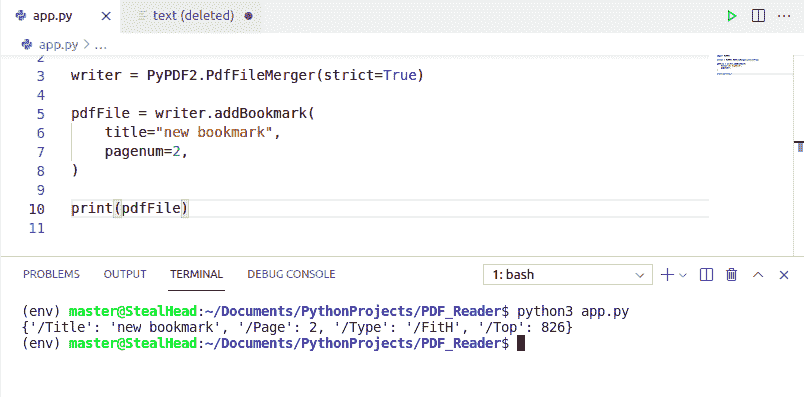 app.py
text (deleted)
app.py > ...
2
3 writer = PyPDF2.PdfFileMerger(strict=True)
4
5 pdfFile = writer.addBookmark(
6     title="new bookmark",
7     pagenum=2,
8 )
9
10 print(pdfFile)
11
PROBLEMS OUTPUT TERMINAL DEBUG CONSOLE 1: bash
(env) master@StealHead:~/Documents/PythonProjects/PDF_Reader$ python3 app.py
{'/Title': 'new bookmark', '/Page': 2, '/Type': '/FitH', '/Top': 826}
(env) master@StealHead:~/Documents/PythonProjects/PDF_Reader$